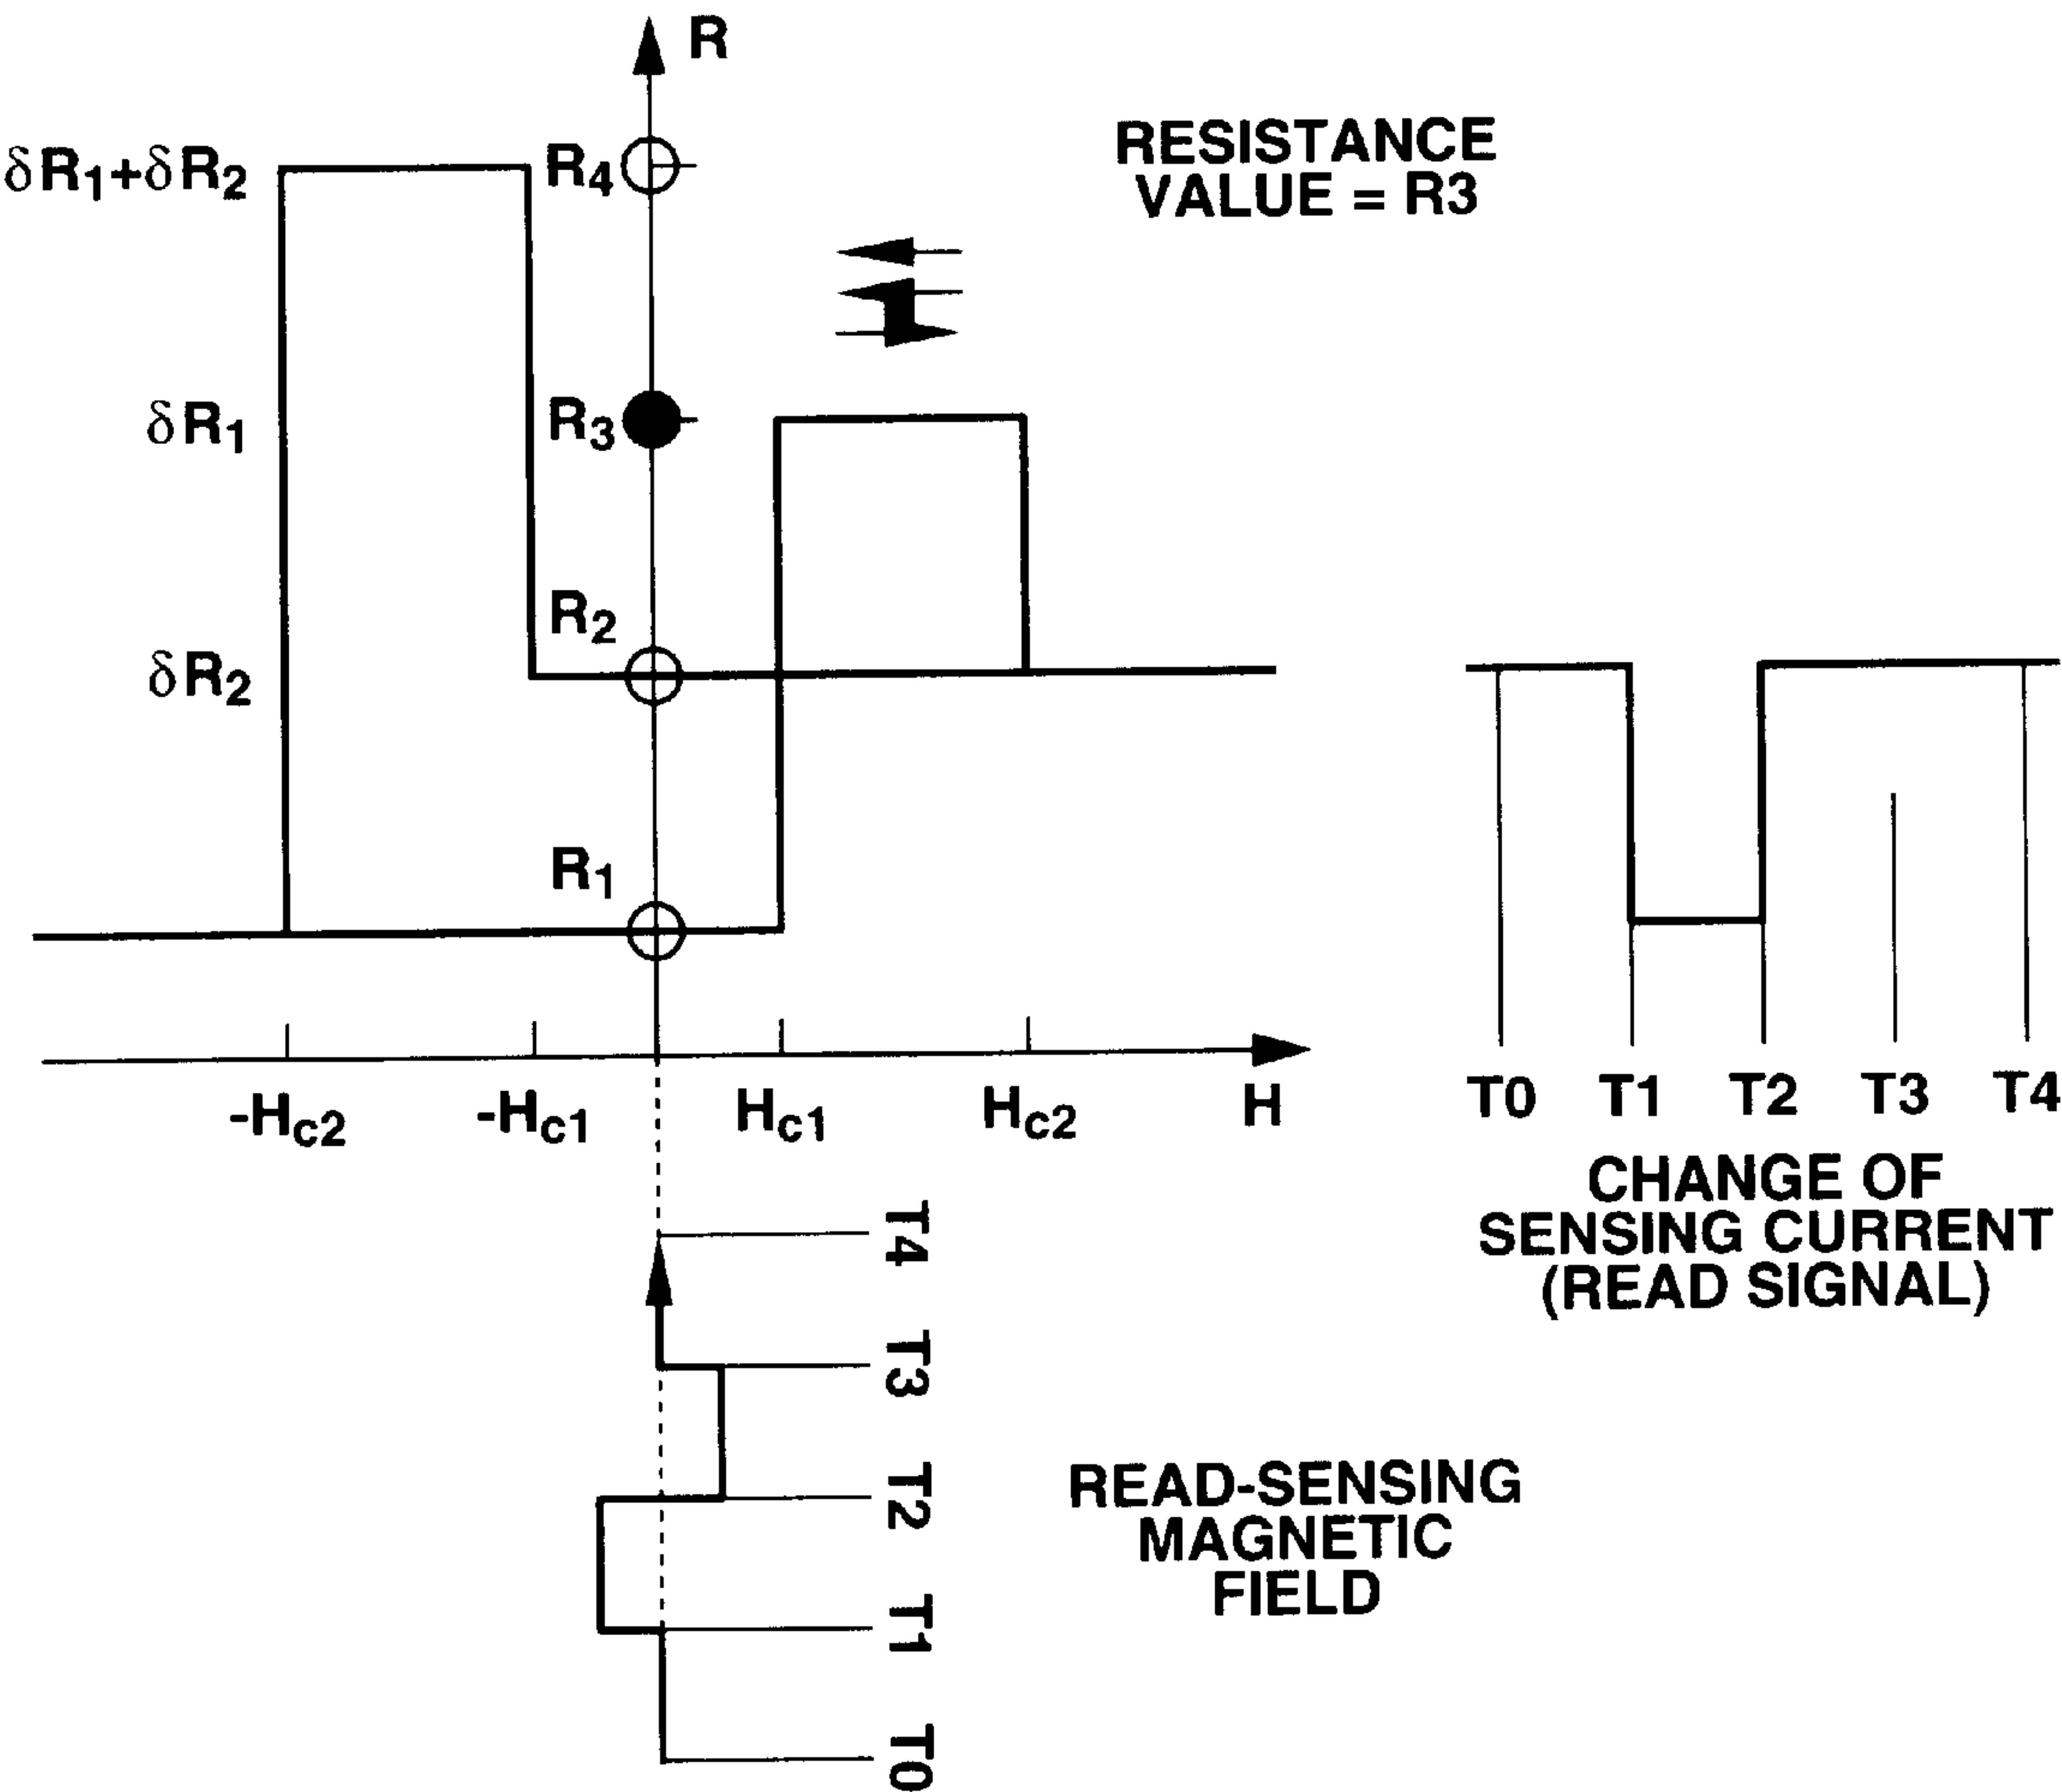 R
δR1+δR2
R4
RESISTANCE
VALUE = R3
δR1
R3
R2
δR2
R1
-Hc2
-Hc1
Hc1
Hc2
H
T0
T1
T2
T3
T4
CHANGE OF
SENSING CURRENT
(READ SIGNAL)
T4
T3
T2
T1
T0
READ-SENSING
MAGNETIC
FIELD